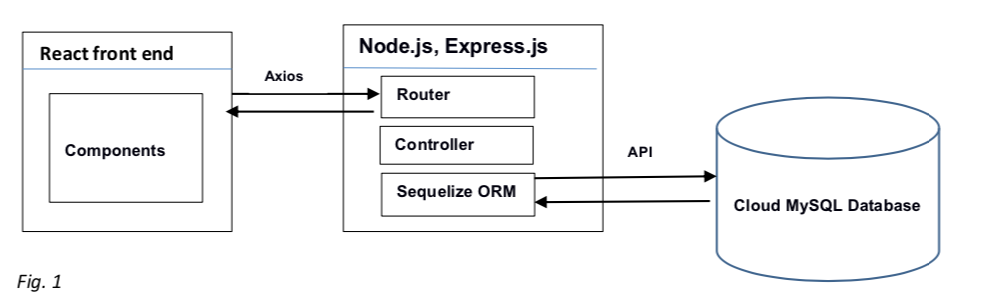 React front end
Components
Axios
Node.js, Express.js
Router
Controller
Sequelize ORM
API
Cloud MySQL Database
Fig. 1